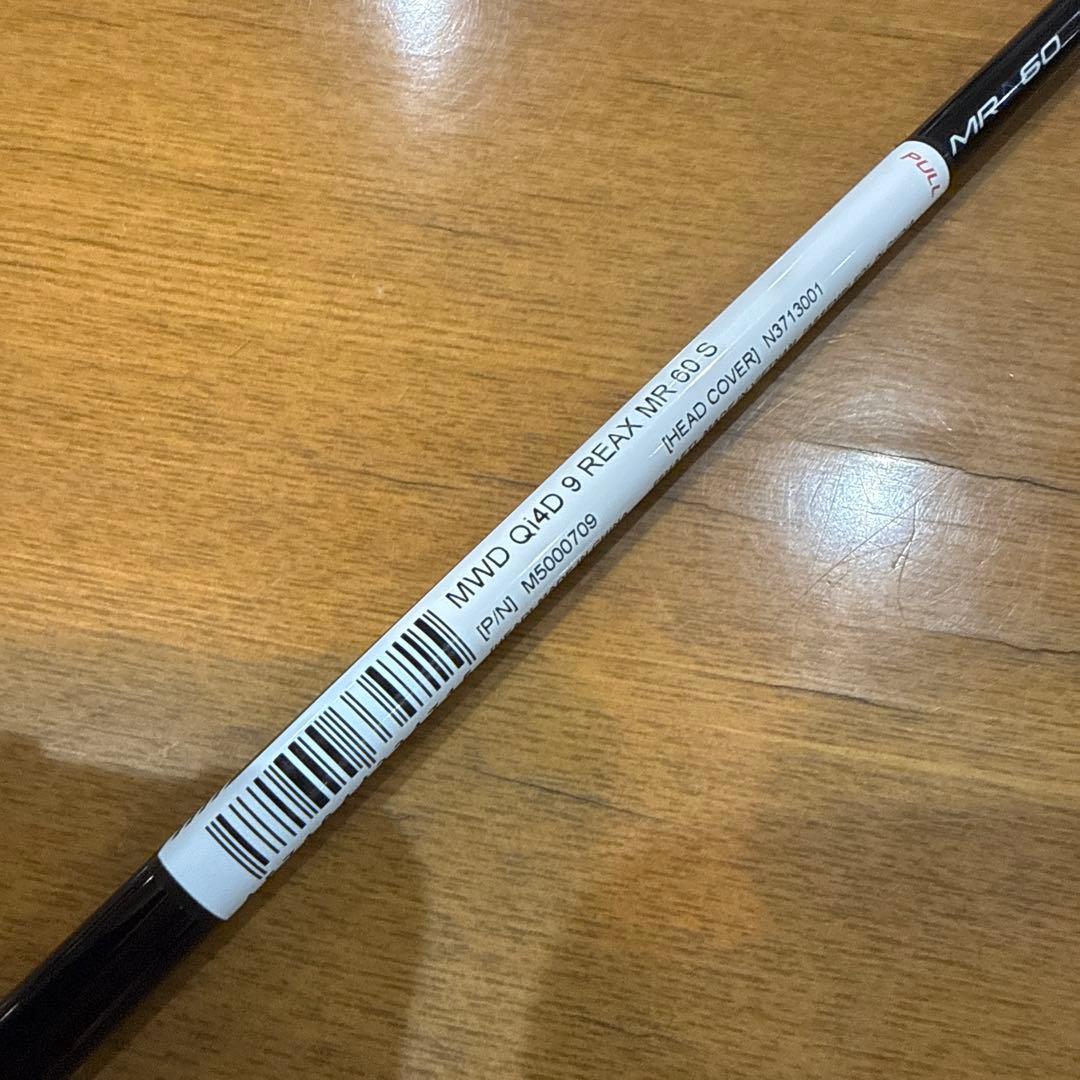 MR 60
PULL
MWD Qi4D 9 REAX MR 60 S
[P/N] M5000709
[HEAD COVER] N3713001